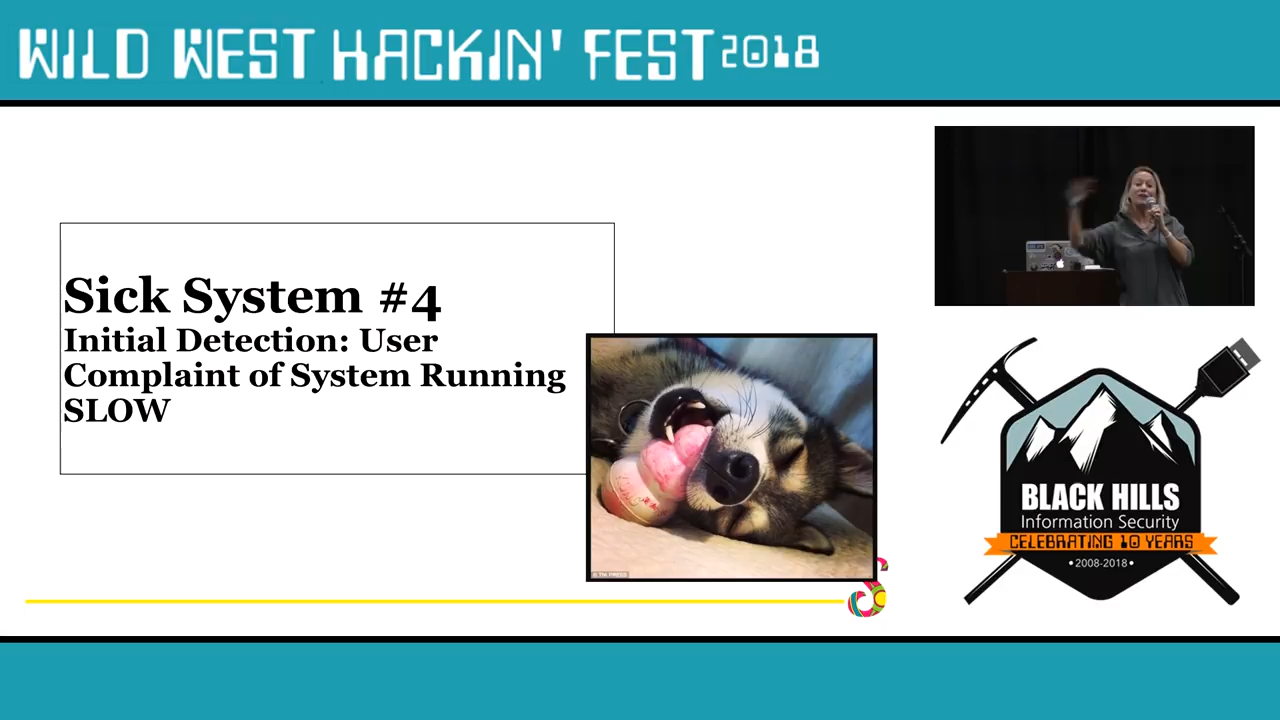 WILD WEST HACKIN' FEST 2018
Sick System #4
Initial Detection: User
Complaint of System Running
SLOW
BLACK HILLS
Information Security
CELEBRATING 10 YEARS
•2008-2018•